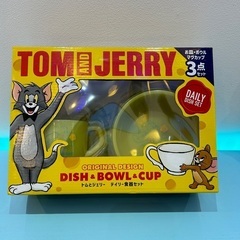 TOM AND JERRY
お皿・ボウル
マグカップ
3点
セット
DAILY
DISH SET
ORIGINAL DESIGN
DISH & BOWL & CUP
トムとジェリー デイリー食器セット